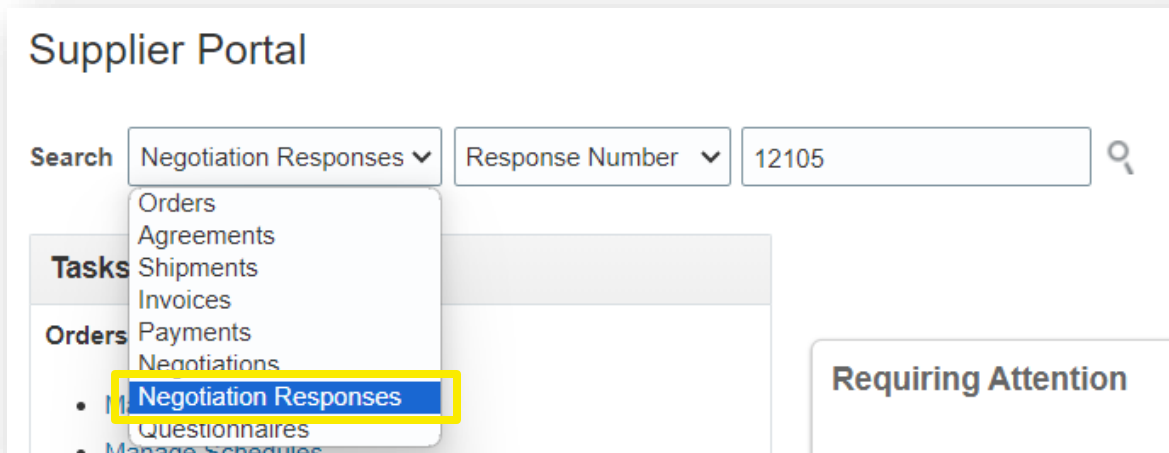 Supplier Portal
Search Negotiation Responses Response Number 12105
Orders
Agreements
Tasks Shipments
Invoices
Orders Payments
Negotiations
Requiring Attention
Negotiation Responses
Questionnaires
Manage Schedules